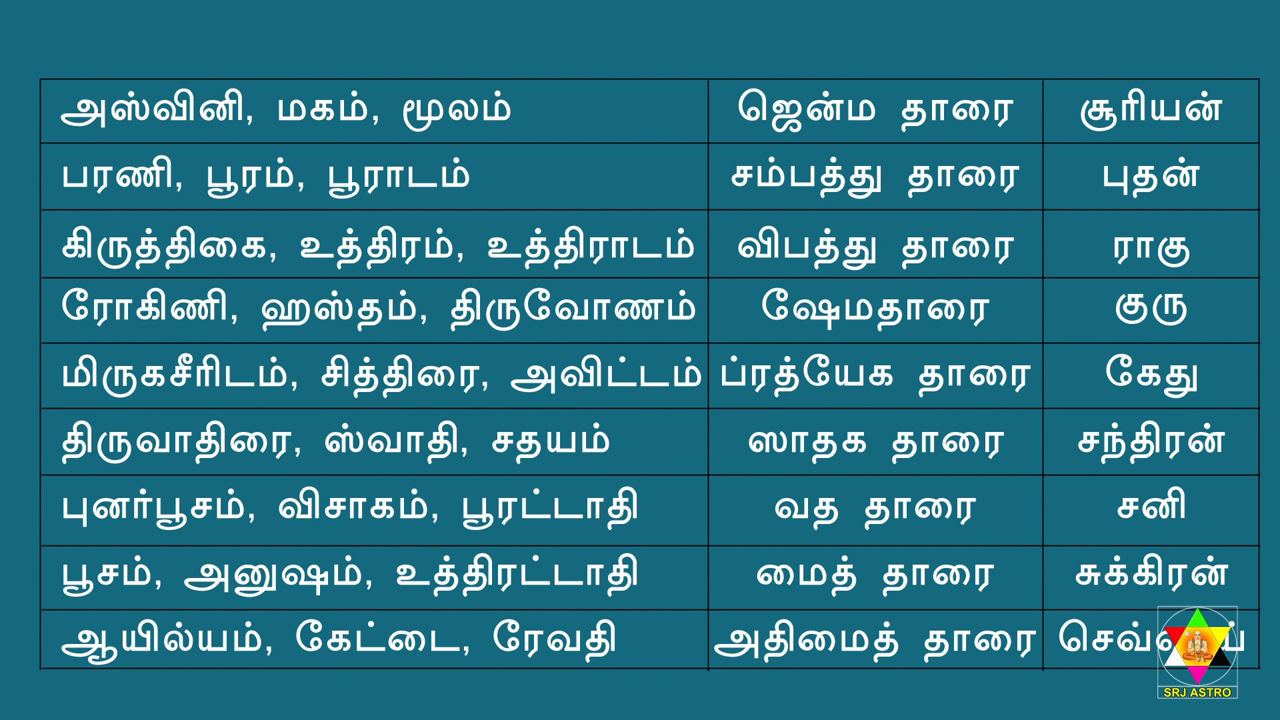 அஸ்வினி, மகம், மூலம் ஜென்ம தாரை சூரியன்
பரணி, பூரம், பூராடம் சம்பத்து தாரை புதன்
கிருத்திகை, உத்திரம், உத்திராடம் விபத்து தாரை ராகு
ரோகிணி, ஹஸ்தம், திருவோணம் ஷேமதாரை குரு
மிருகசீரிடம், சித்திரை, அவிட்டம் ப்ரத்யேக தாரை கேது
திருவாதிரை, ஸ்வாதி, சதயம் ஸாதக தாரை சந்திரன்
புனர்பூசம், விசாகம், பூரட்டாதி வத தாரை சனி
பூசம், அனுஷம், உத்திரட்டாதி மைத் தாரை சுக்கிரன்
ஆயில்யம், கேட்டை, ரேவதி அதிமைத் தாரை
SRJ ASTRO